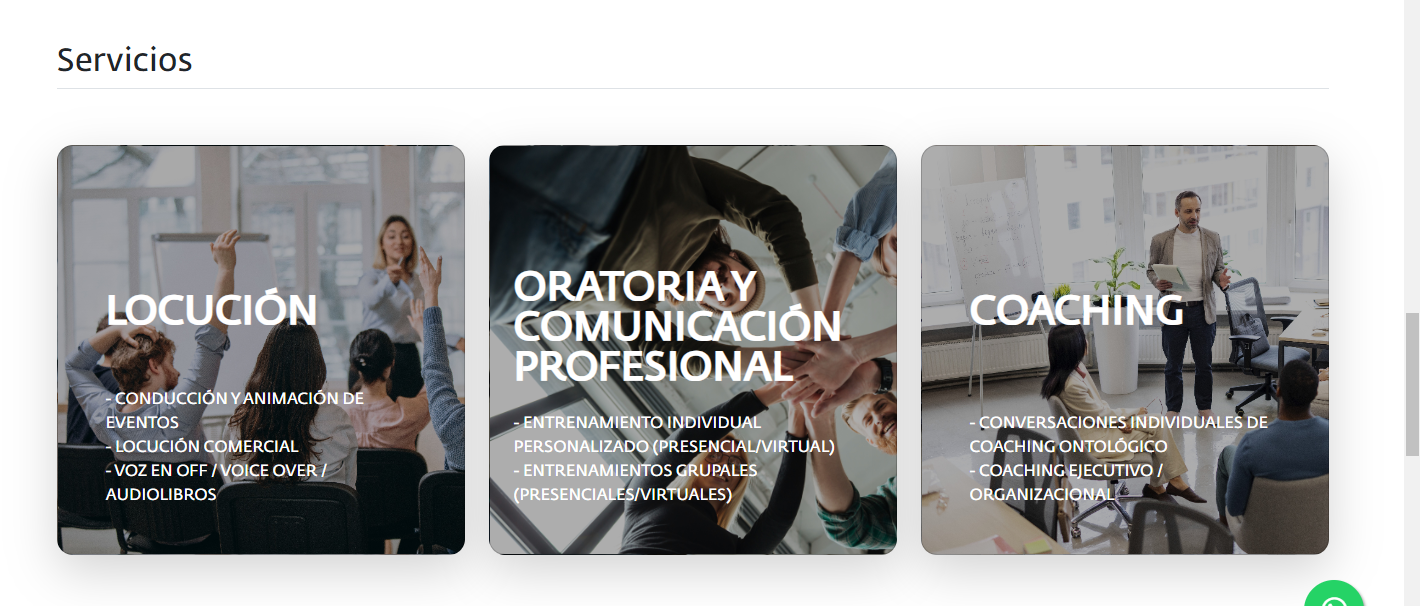 Servicios
LOCUCIÓN
- CONDUCCIÓN Y ANIMACIÓN DE
EVENTOS
- LOCUCIÓN COMERCIAL
- VOZ EN OFF / VOICE OVER /
AUDIOLIBROS
ORATORIA Y
COMUNICACIÓN
PROFESIONAL
- ENTRENAMIENTO INDIVIDUAL
PERSONALIZADO (PRESENCIAL/VIRTUAL)
- ENTRENAMIENTOS GRUPALES
(PRESENCIALES/VIRTUALES)
COACHING
- CONVERSACIONES INDIVIDUALES DE
COACHING ONTOLÓGICO
- COACHING EJECUTIVO /
ORGANIZACIONAL